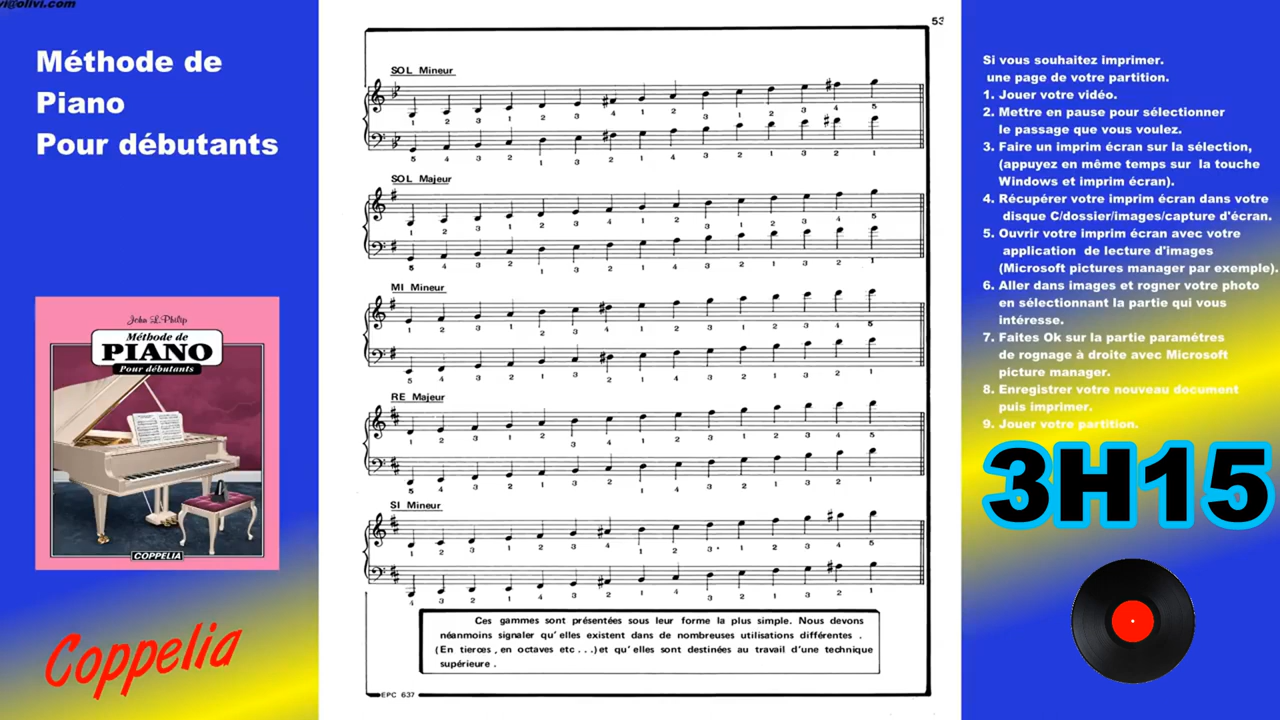 vi@olivi.com
Méthode de
Piano
Pour débutants
John L. Philip
Méthode de
PIANO
Pour débutants
COPPELIA
Coppelia
53
SOL Mineur
SOL Majeur
MI Mineur
RE Majeur
SI Mineur
Ces gammes sont présentées sous leur forme la plus simple. Nous devons
néanmoins signaler qu'elles existent dans de nombreuses utilisations différentes .
(En tierces , en octaves etc . . .) et qu'elles sont destinées au travail d'une technique
supérieure .
EPC 637
Si vous souhaitez imprimer.
une page de votre partition.
1. Jouer votre vidéo.
2. Mettre en pause pour sélectionner
le passage que vous voulez.
3. Faire un imprim écran sur la sélection,
(appuyez en même temps sur la touche
Windows et imprim écran).
4. Récupérer votre imprim écran dans votre
disque C/dossier/images/capture d'écran.
5. Ouvrir votre imprim écran avec votre
application de lecture d'images
(Microsoft pictures manager par exemple).
6. Aller dans images et rogner votre photo
en sélectionnant la partie qui vous
intéresse.
7. Faites Ok sur la partie paramétres
de rognage à droite avec Microsoft
picture manager.
8. Enregistrer votre nouveau document
puis imprimer.
9. Jouer votre partition.
3H15